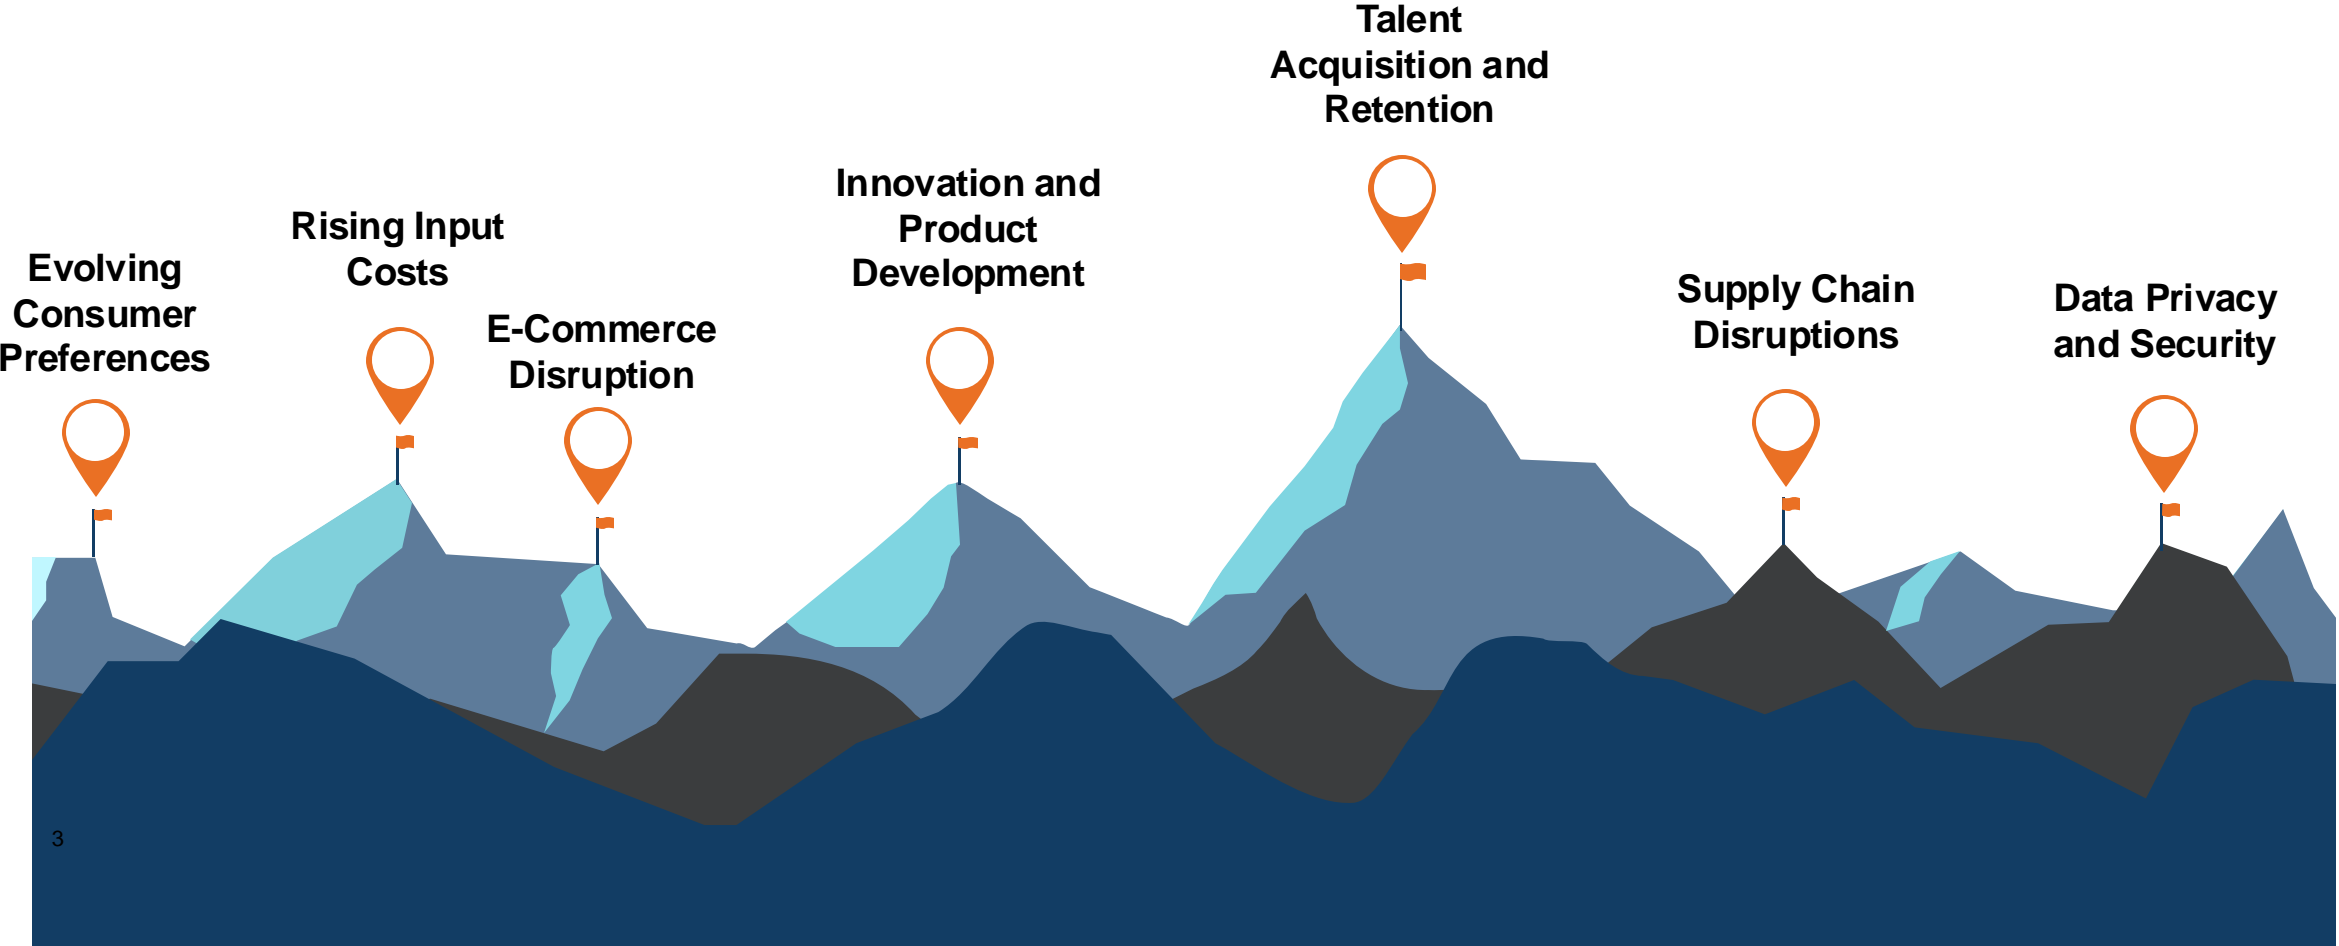 Evolving
Consumer
Preferences
Rising Input
Costs
E-Commerce
Disruption
Innovation and
Product
Development
Talent
Acquisition and
Retention
Supply Chain
Disruptions
Data Privacy
and Security
3